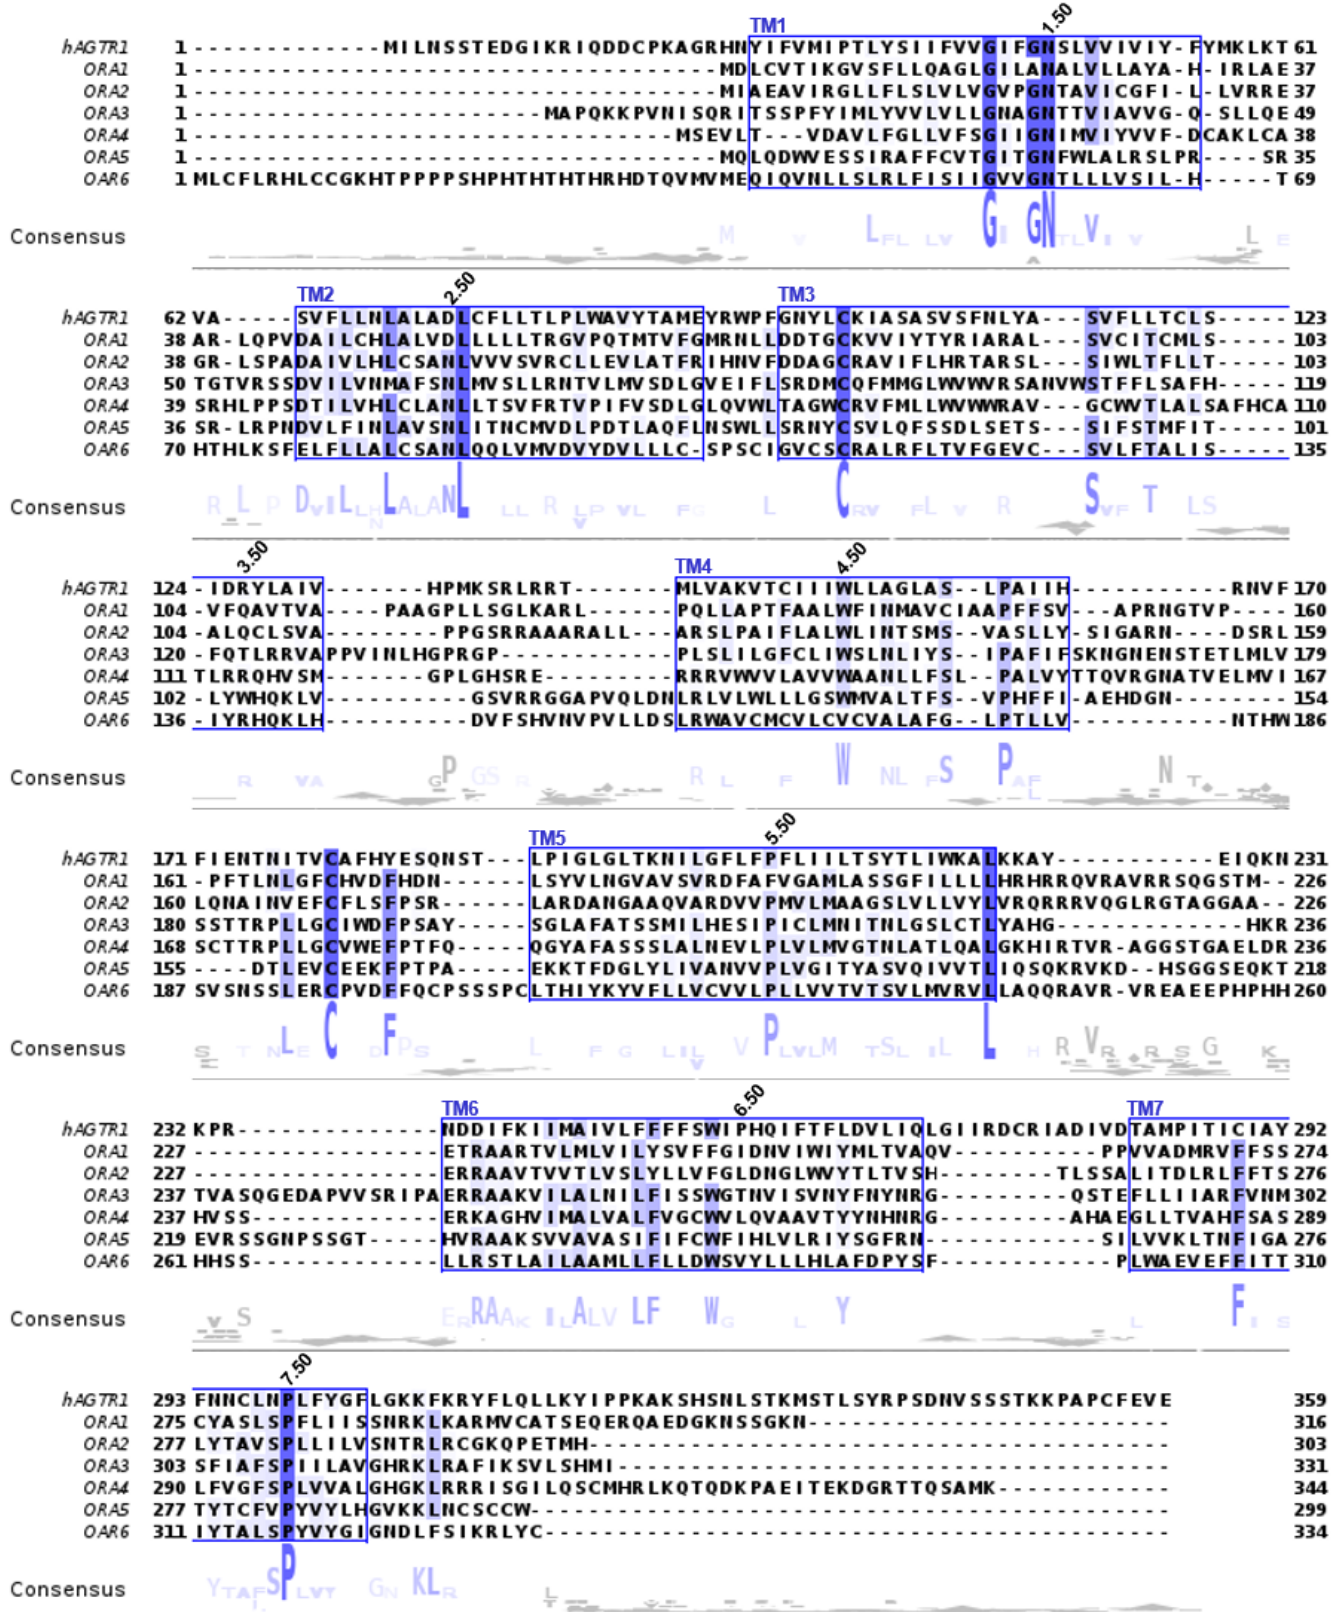 TM1 1.50
hAGTR1 1 -------------MILNSSTEDGIKRIQDDCPKAGRHNYIFVMIPTLYSIIFVVGIFGNSLVVIVIY-FYMKLKT 61
ORA1 1 ------------------------------------MDLCVTIKGVSFLLQAGLGILANALVLLAYA-H-IRLAE 37
ORA2 1 ------------------------------------MIAEAVIRGLLFLSLVLVGVPGNTAVICGFI-L-LVRRE 37
ORA3 1 ------------------------MAPQKKPVNISQRITSSPFYIMLYVVLVLLGNAGNTTVIAVVG-Q-SLLQE 49
ORA4 1 ---------------------------------MSEVLT---VDAVLFGLLVFSGIIGNIMVIYVVF-DCAKLCA 38
ORA5 1 ------------------------------------MQLQDWVESSIRAFFCVTGITGNFWLALRSLPR----SR 35
OAR6 1 MLCFLRHLCCGKHTPPPPSHPHTHTHTHRHDTQVMVMEQIQVNLLSLRLFISIIGVVGNTLLLVSIL-H-----T 69
Consensus
TM2 2.50 TM3
hAGTR1 62 VA-----SVFLLNLALADLCFLLTLPLWAVYTAMEYRWPFGNYLCKIASASVSFNLYA---SVFLLTCLS----- 123
ORA1 38 AR-LQPVDAILCHLALVDLLLLLTRGVPQTMTVFGMRNLLDDTGCKVVIYTYRIARAL---SVCITCMLS----- 103
ORA2 38 GR-LSPADAIVLHLCSANLVVVSVRCLLEVLATFRIHNVFDDAGCRAVIFLHRTARSL---SIWLTFLLT----- 103
ORA3 50 TGTVRSSDVILVNMAFSNLMVSLLRNTVLMVSDLGVEIFLSRDMCQFMMGLWVWVRSANVWSTFFLSAFH----- 119
ORA4 39 SRHLPPSDTILVHLCLANLLTSVFRTVPIFVSDLGLQVWLTAGWCRVFMLLWVWWRAV---GCWVTLALSAFHCA 110
ORA5 36 SR-LRPNDVLFINLAVSNLITNCMVDLPDTLAQFLNSWLLSRNYCSVLQFSSDLSETS---SIFSTMFIT----- 101
OAR6 70 HTHLKSFELFLLALCSANLQQLVMVDVYDVLLLC-SPSCIGVCSCRALRFLTVFGEVC---SVLFTALIS----- 135
Consensus
3.50 TM4 4.50
hAGTR1 124 -IDRYLAIV-------HPMKSRLRRT-------MLVAKVTCIIIWLLAGLAS--LPAIIH-----------RNVF 170
ORA1 104 -VFQAVTVA----PAAGPLLSGLKARL------PQLLAPTFAALWFINMAVCIAAPFFSV---APRNGTVP---- 160
ORA2 104 -ALQCLSVA--------PPGSRRAAARALL---ARSLPAIFLALWLINTSMS--VASLLY-SIGARN----DSRL 159
ORA3 120 -FQTLRRVAPPVINLHGPRGP------------PLSLILGFCLIWSLNLIYS--IPAFIFSKNGNENSTETLMLV 179
ORA4 111 TLRRQHVSM-------GPLGHSRE---------RRRVWVVLAVVWAANLLFS--LPALVYTTQVRGNATVELMVI 167
ORA5 102 -LYWHQKLV----------GSVRRGGAPVQLDNLRLVLWLLLGSWMVALTFS--VPHFFI-AEHDGN-------- 154
OAR6 136 -IYRHQKLH----------DVFSHVNVPVLLDSLRWAVCMCVLCVCVALAFG--LPTLLV-----------NTHW 186
Consensus
TM5 5.50
hAGTR1 171 FIENTNITVCAFHYESQNST---LPIGLGLTKNILGFLFPFLIILTSYTLIWKALKKAY-----------EIQKN 231
ORA1 161 -PFTLNLGFCHVDFHDN------LSYVLNGVAVSVRDFAFVGAMLASSGFILLLLHRHRRQVRAVRRSQGSTM-- 226
ORA2 160 LQNAINVEFCFLSFPSR------LARDANGAAQVARDVVPMVLMAAGSLVLLVYLVRQRRRVQGLRGTAGGAA-- 226
ORA3 180 SSTTRPLLGCIWDFPSAY-----SGLAFATSSMILHESIPICLMNITNLGSLCTLYAHG-------------HKR 236
ORA4 168 SCTTRPLLGCVWEFPTFQ-----QGYAFASSSLALNEVLPLVLMVGTNLATLQALGKHIRTVR-AGGSTGAELDR 236
ORA5 155 ----DTLEVCEEKFPTPA-----EKKTFDGLYLIVANVVPLVGITYASVQIVVTLIQSQKRVKD--HSGGSEQKT 218
OAR6 187 SVSNSSLERCPVDFFQCPSSSPCLTHIYKYVFLLVCVVLPLLVVTVTSVLMVRVLLAQQRAVR-VREAEEPHPHH 260
Consensus
TM6 6.50 TM7
hAGTR1 232 KPR--------------NDDIFKIIMAIVLFFFFSWIPHQIFTFLDVLIQLGIIRDCRIADIVDTAMPITICIAY 292
ORA1 227 -----------------ETRAARTVLMLVILYSVFFGIDNVIWIYMLTVAQV----------PPVVADMRVFFSS 274
ORA2 227 -----------------ERRAAVTVVTLVSLYLLVFGLDNGLWVYTLTVSH--------TLSSALITDLRLFFTS 276
ORA3 237 TVASQGEDAPVVSRIPAERRAAKVILALNILFISSWGTNVISVNYFNYNRG---------QSTEFLLIIARFVNM 302
ORA4 237 HVSS-------------ERKAGHVIMALVALFVGCWVLQVAAVTYYNHNRG---------AHAEGLLTVAHFSAS 289
ORA5 219 EVRSSGNPSSGT-----HVRAAKSVVAVASIFIFCWFIHLVLRIYSGFRN-----------SILVVKLTNFIGA 276
OAR6 261 HHSS-------------LLRSTLAILAAMLLFLLDWSVYLLLHLAFDPYSF------------PLWAEVEFFITT 310
Consensus
7.50
hAGTR1 293 FNNCLNPLFYGFLGKKFKRYFLQLLKYIPPKAKSHSNLSTKMSTLSYRPSDNVSSSTKKPAPCFEVE 359
ORA1 275 CYASLSPFLIISSNRKLKARMVCATSEQERQAEDGKNSSGKN------------------------- 316
ORA2 277 LYTAVSPLLILVSNTRLRCGKQPETMH---------------------------------------- 303
ORA3 303 SFIAFSPIILAVGHRKLRAFIKSVLSHMI-------------------------------------- 331
ORA4 290 LFVGFSPLVVALGHGKLRRRISGILQSCMHRLKQTQDKPAEITEKDGRTTQSAMK------------ 344
ORA5 277 TYTCFVPYVYLHGVKKLNCSCCW-------------------------------------------- 299
OAR6 311 IYTALSPYVYGIGNDLFSIKRLYC------------------------------------------- 334
Consensus